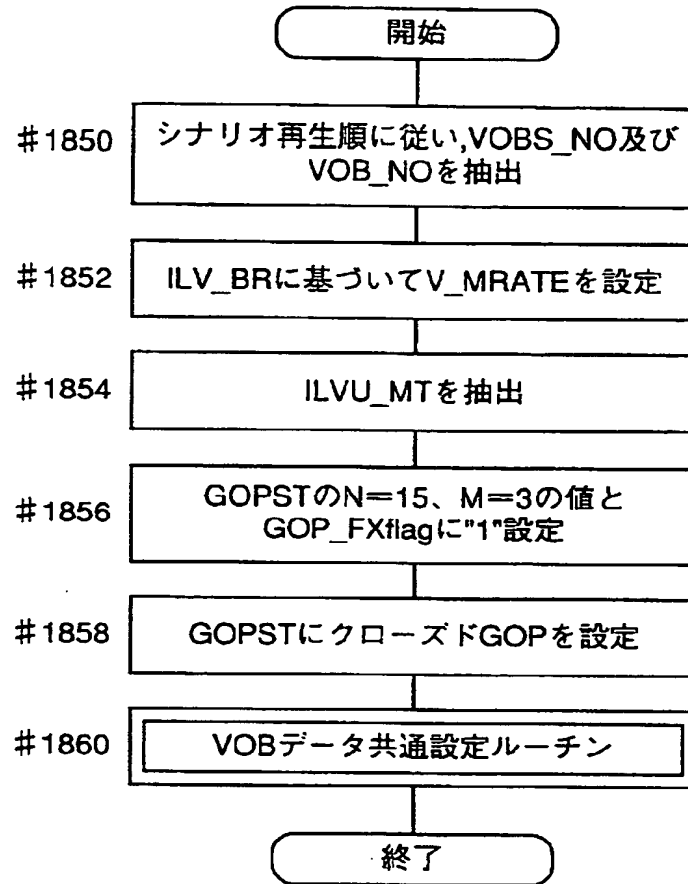 開始
#1850
シナリオ再生順に従い,VOBS_NO及び
VOB_NOを抽出
#1852
ILV_BRに基づいてV_MRATEを設定
#1854
ILVU_MTを抽出
#1856
GOPSTのN=15、M=3の値と
GOP_FXflagに"1"設定
#1858
GOPSTにクローズドGOPを設定
#1860
VOBデータ共通設定ルーチン
終了